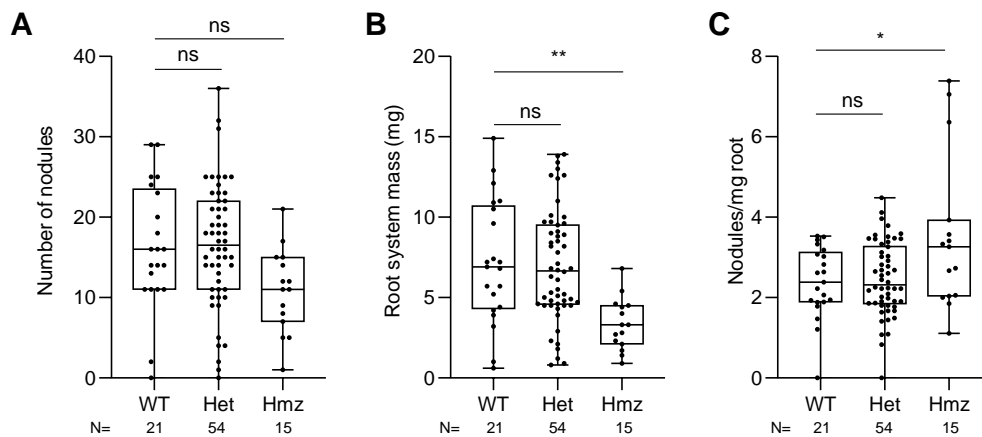 A
ns
ns
Number of nodules
40
30
20
10
0
WT Het Hmz
N= 21 54 15
B
**
ns
Root system mass (mg)
20
15
10
5
0
WT Het Hmz
N= 21 54 15
C
*
ns
Nodules/mg root
8
6
4
2
0
WT Het Hmz
N= 21 54 15